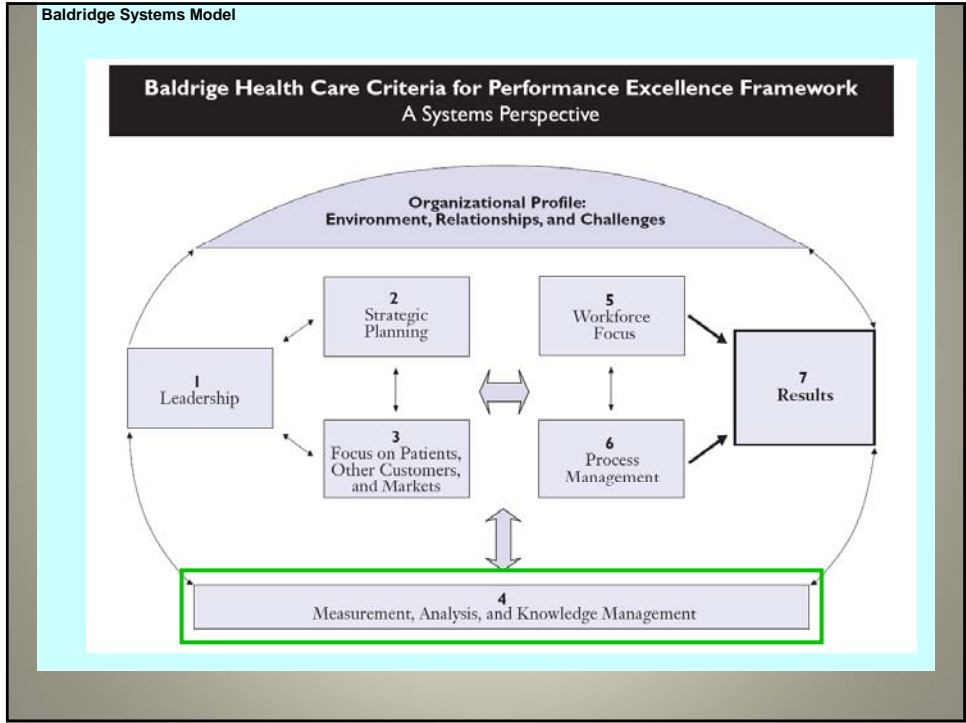 Baldridge Systems Model
Baldrige Health Care Criteria for Performance Excellence Framework
A Systems Perspective
Organizational Profile:
Environment, Relationships, and Challenges
2
Strategic
Planning
5
Workforce
Focus
1
Leadership
7
Results
3
Focus on Patients,
Other Customers,
and Markets
6
Process
Management
4
Measurement, Analysis, and Knowledge Management